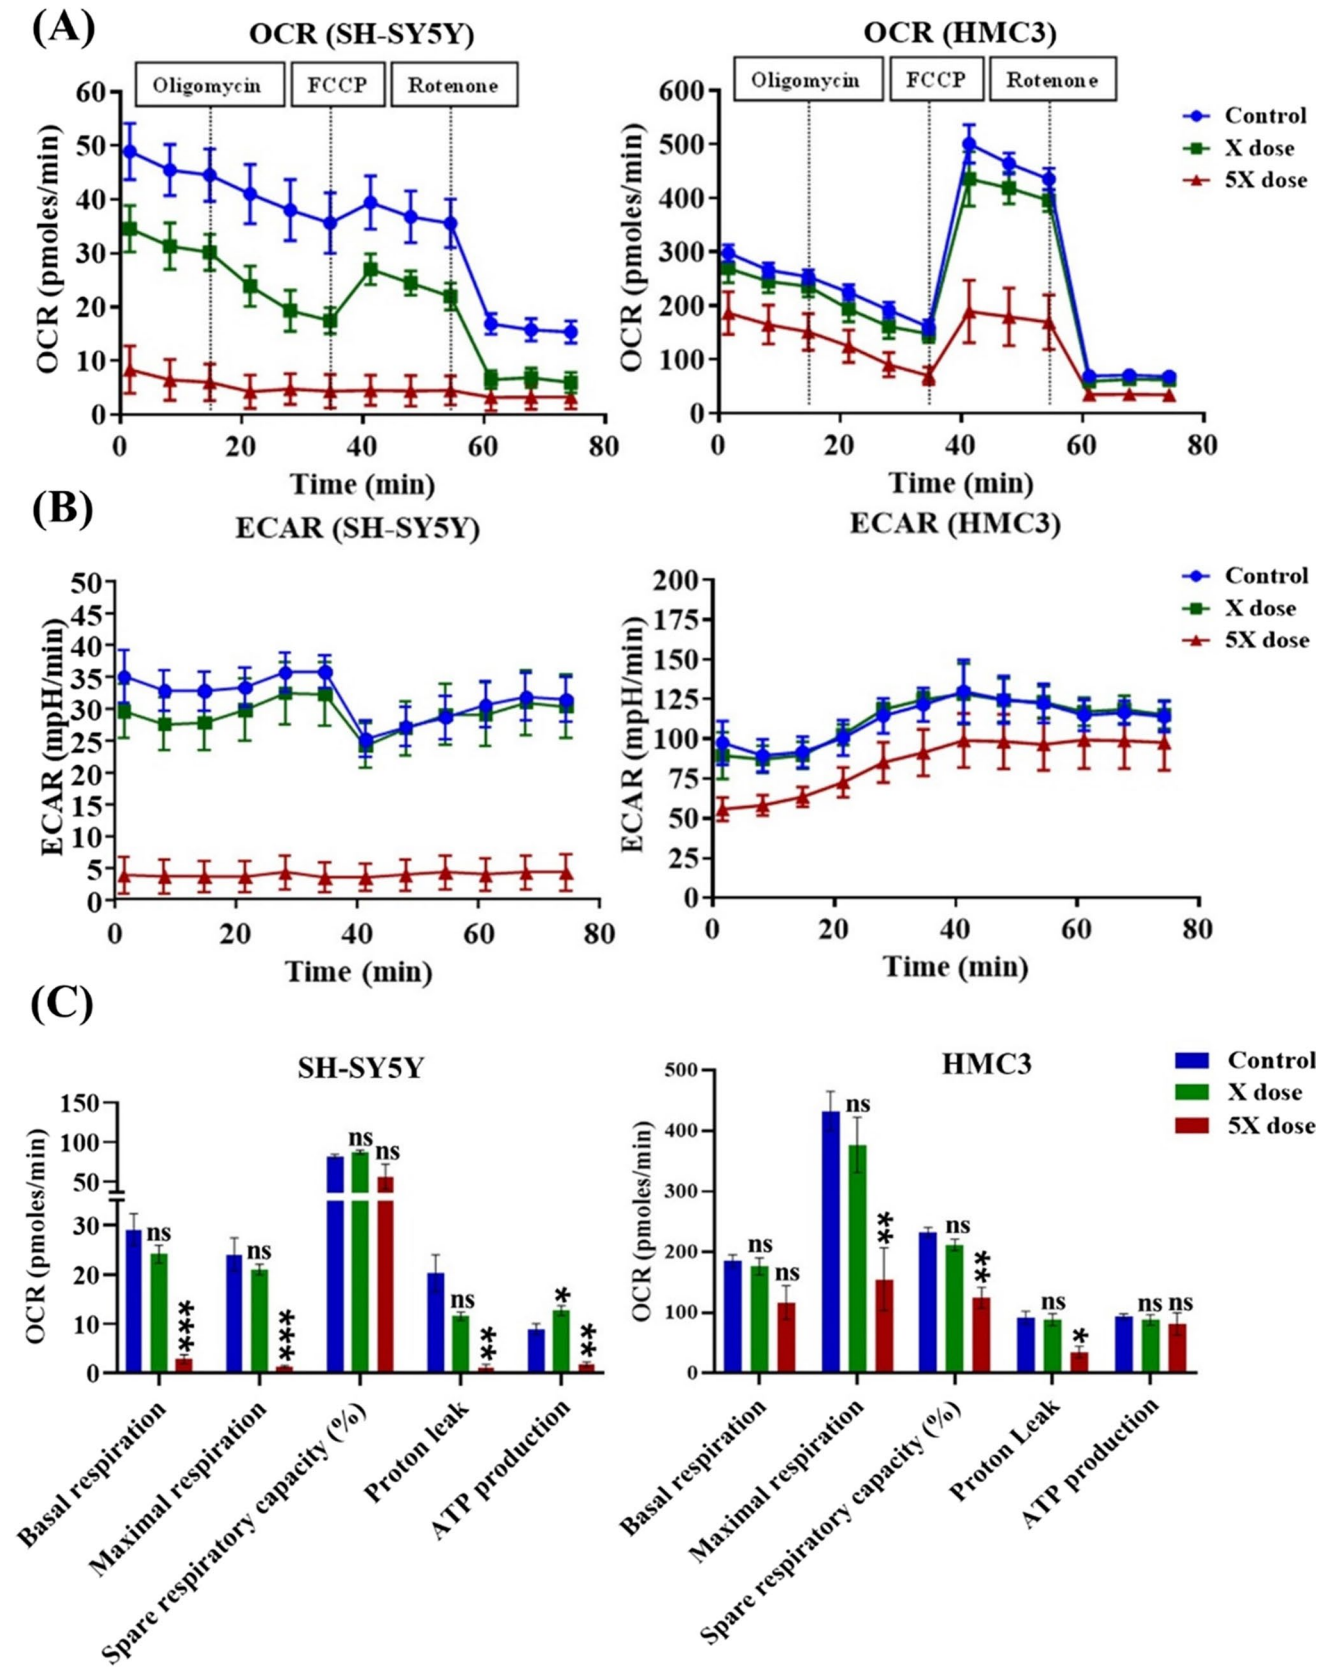 (A)
OCR (SH-SY5Y)
Oligomycin
FCCP
Rotenone
OCR (pmoles/min)
60
50
40
30
20
10
0
0 20 40 60 80
Time (min)
OCR (HMC3)
Oligomycin
FCCP
Rotenone
OCR (pmoles/min)
600
500
400
300
200
100
0
0 20 40 60 80
Time (min)
Control
X dose
5X dose
(B)
ECAR (SH-SY5Y)
ECAR (mpH/min)
50
45
40
35
30
25
20
15
10
5
0
0 20 40 60 80
Time (min)
ECAR (HMC3)
ECAR (mpH/min)
200
175
150
125
100
75
50
25
0
0 20 40 60 80
Time (min)
Control
X dose
5X dose
(C)
SH-SY5Y
OCR (pmoles/min)
150
100
50
30
20
10
0
ns
***
ns
***
ns
ns
ns
**
*
**
Basal respiration
Maximal respiration
Spare respiratory capacity (%)
Proton leak
ATP production
HMC3
OCR (pmoles/min)
500
400
300
200
100
0
ns
ns
ns
**
ns
**
ns
*
ns
ns
Basal respiration
Maximal respiration
Spare respiratory capacity (%)
Proton Leak
ATP production
Control
X dose
5X dose